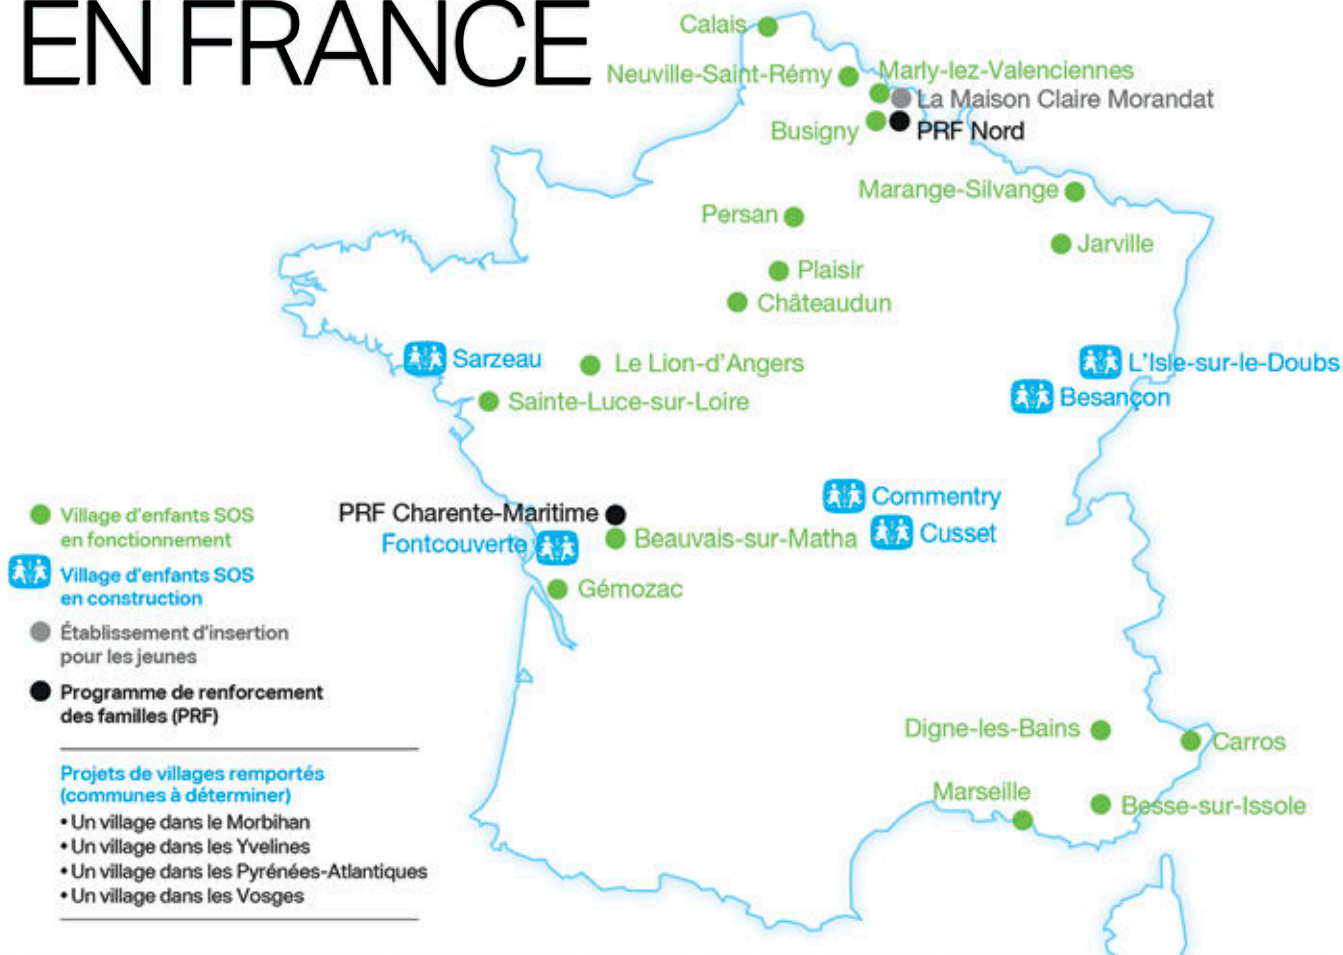 EN FRANCE
Calais
Neuville-Saint-Rémy
Marly-lez-Valenciennes
La Maison Claire Morandat
Busigny
PRF Nord
Marange-Silvange
Persan
Jarville
Plaisir
Châteaudun
Sarzeau
Le Lion-d'Angers
L'Isle-sur-le-Doubs
Besançon
Sainte-Luce-sur-Loire
Commentry
PRF Charente-Maritime
Cusset
Beauvais-sur-Matha
Fontcouverte
Gémozac
Digne-les-Bains
Carros
Marseille
Besse-sur-Issole
Village d'enfants SOS
en fonctionnement
Village d'enfants SOS
en construction
Établissement d'insertion
pour les jeunes
Programme de renforcement
des familles (PRF)
Projets de villages remportés
(communes à déterminer)
• Un village dans le Morbihan
• Un village dans les Yvelines
• Un village dans les Pyrénées-Atlantiques
• Un village dans les Vosges